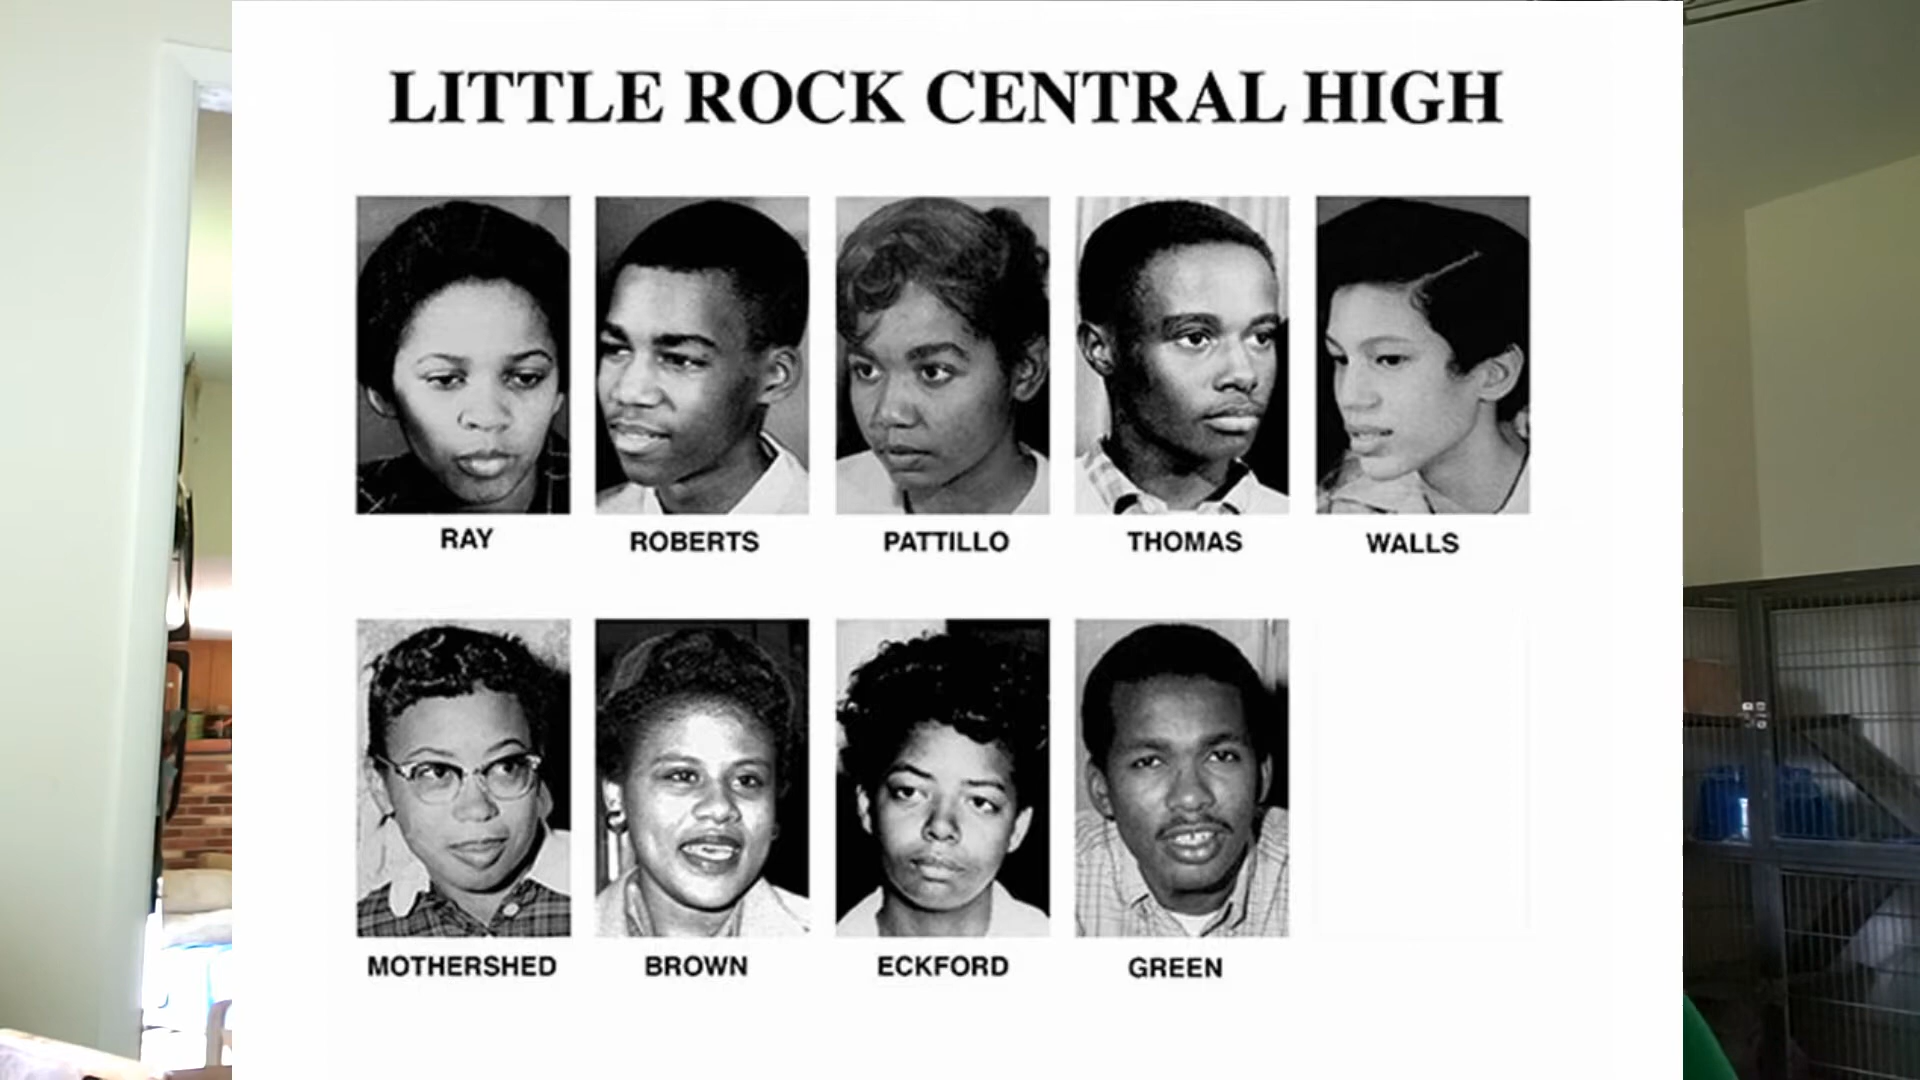 LITTLE ROCK CENTRAL HIGH
RAY ROBERTS PATTILLO THOMAS WALLS
MOTHERSHED BROWN ECKFORD GREEN